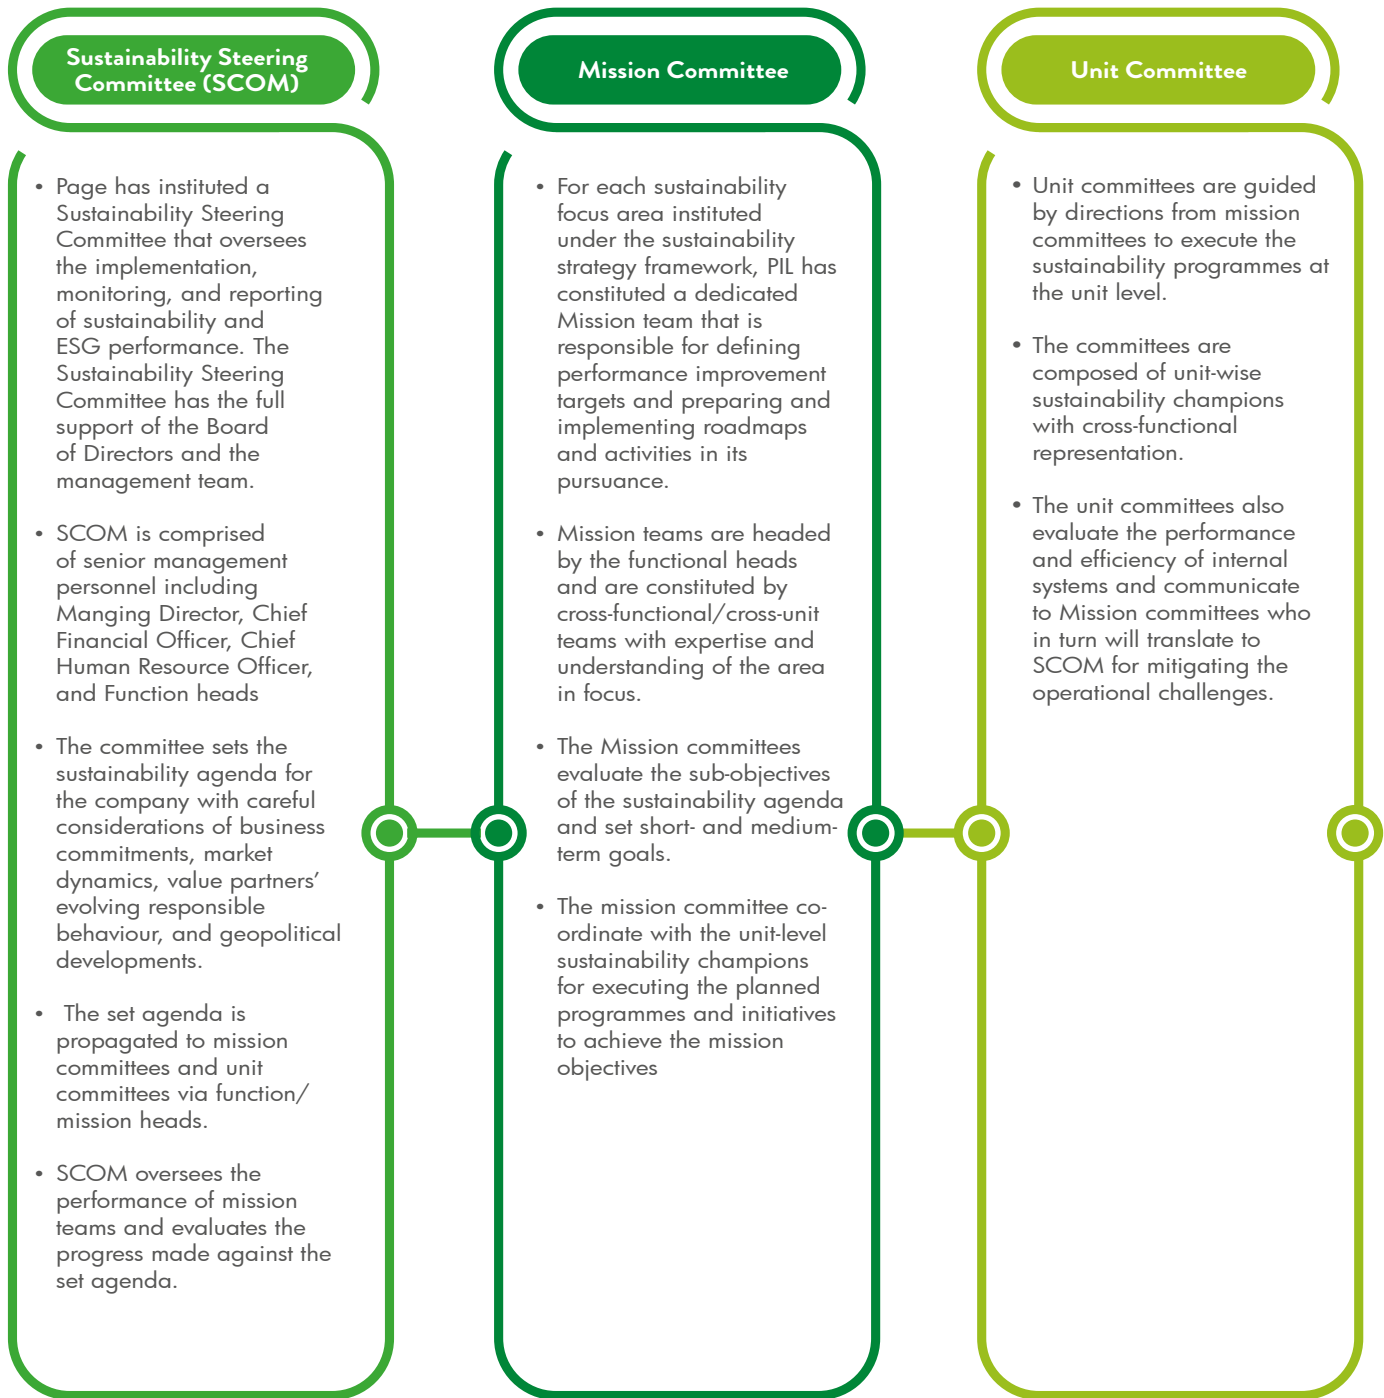 Sustainability Steering
Committee (SCOM)
• Page has instituted a
Sustainability Steering
Committee that oversees
the implementation,
monitoring, and reporting
of sustainability and
ESG performance. The
Sustainability Steering
Committee has the full
support of the Board
of Directors and the
management team.
• SCOM is comprised
of senior management
personnel including
Manging Director, Chief
Financial Officer, Chief
Human Resource Officer,
and Function heads
• The committee sets the
sustainability agenda for
the company with careful
considerations of business
commitments, market
dynamics, value partners’
evolving responsible
behaviour, and geopolitical
developments.
• The set agenda is
propagated to mission
committees and unit
committees via function/
mission heads.
• SCOM oversees the
performance of mission
teams and evaluates the
progress made against the
set agenda.
Mission Committee
• For each sustainability
focus area instituted
under the sustainability
strategy framework, PIL has
constituted a dedicated
Mission team that is
responsible for defining
performance improvement
targets and preparing and
implementing roadmaps
and activities in its
pursuance.
• Mission teams are headed
by the functional heads
and are constituted by
cross-functional/cross-unit
teams with expertise and
understanding of the area
in focus.
• The Mission committees
evaluate the sub-objectives
of the sustainability agenda
and set short- and medium-
term goals.
• The mission committee co-
ordinate with the unit-level
sustainability champions
for executing the planned
programmes and initiatives
to achieve the mission
objectives
Unit Committee
• Unit committees are guided
by directions from mission
committees to execute the
sustainability programmes at
the unit level.
• The committees are
composed of unit-wise
sustainability champions
with cross-functional
representation.
• The unit committees also
evaluate the performance
and efficiency of internal
systems and communicate
to Mission committees who
in turn will translate to
SCOM for mitigating the
operational challenges.